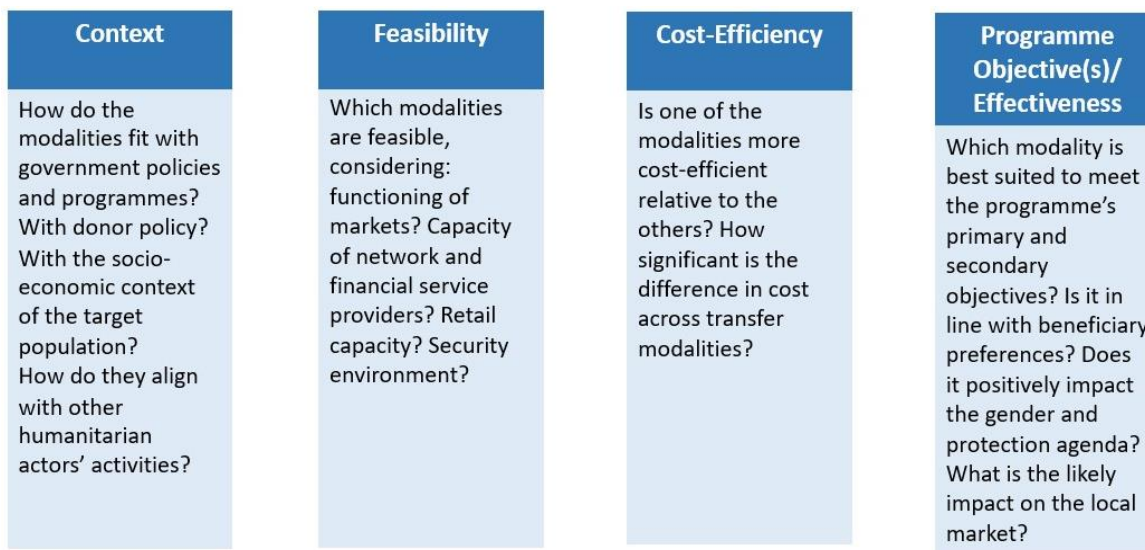 Context
How do the
modalities fit with
government policies
and programmes?
With donor policy?
With the socio-
economic context
of the target
population?
How do they align
with other
humanitarian
actors’ activities?
Feasibility
Which modalities
are feasible,
considering:
functioning of
markets? Capacity
of network and
financial service
providers? Retail
capacity? Security
environment?
Cost-Efficiency
Is one of the
modalities more
cost-efficient
relative to the
others? How
significant is the
difference in cost
across transfer
modalities?
Programme
Objective(s)/
Effectiveness
Which modality is
best suited to meet
the programme’s
primary and
secondary
objectives? Is it in
line with beneficiary
preferences? Does
it positively impact
the gender and
protection agenda?
What is the likely
impact on the local
market?